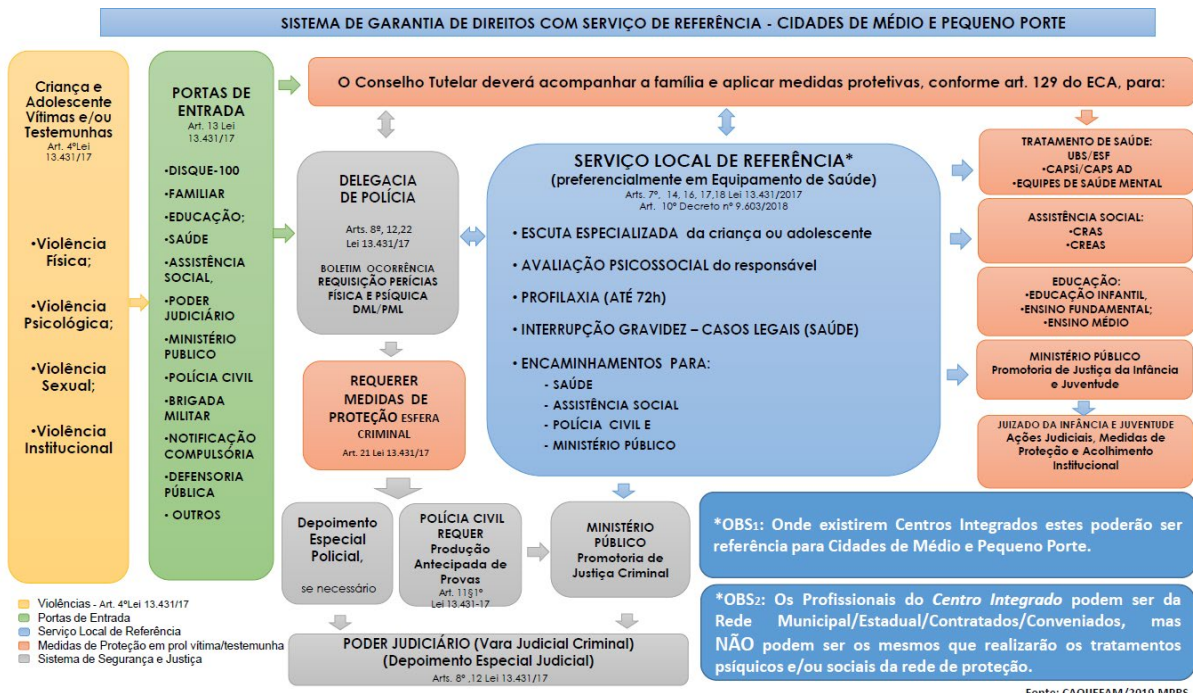 SISTEMA DE GARANTIA DE DIREITOS COM SERVIÇO DE REFERÊNCIA - CIDADES DE MÉDIO E PEQUENO PORTE
Criança e
Adolescente
Vítimas e/ou
Testemunhas
Art. 4ºLei
13.431/17
•Violência
Física;
•Violência
Psicológica;
•Violência
Sexual;
•Violência
Institucional
PORTAS DE
ENTRADA
Art. 13 Lei
13.431/17
•DISQUE-100
•FAMILIAR
•EDUCAÇÃO;
•SAÚDE
•ASSISTÊNCIA
SOCIAL,
•PODER
JUDICIÁRIO
•MINISTÉRIO
PUBLICO
•POLÍCIA CIVIL
•BRIGADA
MILITAR
•NOTIFICAÇÃO
COMPULSÓRIA
•DEFENSORIA
PÚBLICA
• OUTROS
O Conselho Tutelar deverá acompanhar a família e aplicar medidas protetivas, conforme art. 129 do ECA, para:
DELEGACIA
DE POLÍCIA
Arts. 8º, 12,22
Lei 13.431/17
BOLETIM OCORRÊNCIA
REQUISIÇÃO PERÍCIAS
FÍSICA E PSÍQUICA
DML/PML
REQUERER
MEDIDAS DE
PROTEÇÃO ESFERA
CRIMINAL
Art. 21 Lei 13.431/17
Depoimento
Especial
Policial,
se necessário
POLÍCIA CIVIL
REQUER
Produção
Antecipada de
Provas
Art. 11§1º
Lei 13.431-17
SERVIÇO LOCAL DE REFERÊNCIA*
(preferencialmente em Equipamento de Saúde)
Arts. 7º, 14, 16, 17,18 Lei 13.431/2017
Art. 10º Decreto nº 9.603/2018
• ESCUTA ESPECIALIZADA da criança ou adolescente
• AVALIAÇÃO PSICOSSOCIAL do responsável
• PROFILAXIA (ATÉ 72h)
• INTERRUPÇÃO GRAVIDEZ – CASOS LEGAIS (SAÚDE)
• ENCAMINHAMENTOS PARA:
- SAÚDE
- ASSISTÊNCIA SOCIAL
- POLÍCIA CIVIL E
- MINISTÉRIO PÚBLICO
MINISTÉRIO
PÚBLICO
Promotoria de
Justiça Criminal
PODER JUDICIÁRIO (Vara Judicial Criminal)
(Depoimento Especial Judicial)
Arts. 8º ,12 Lei 13.431/17
TRATAMENTO DE SAÚDE:
UBS/ESF
•CAPSi/CAPS AD
•EQUIPES DE SAÚDE MENTAL
ASSISTÊNCIA SOCIAL:
•CRAS
•CREAS
EDUCAÇÃO:
•EDUCAÇÃO INFANTIL,
•ENSINO FUNDAMENTAL;
•ENSINO MÉDIO
MINISTÉRIO PÚBLICO
Promotoria de Justiça da Infância
e Juventude
JUIZADO DA INFÂNCIA E JUVENTUDE
Ações Judiciais, Medidas de
Proteção e Acolhimento
Institucional
*OBS1: Onde existirem Centros Integrados estes poderão ser
referência para Cidades de Médio e Pequeno Porte.
*OBS2: Os Profissionais do Centro Integrado podem ser da
Rede Municipal/Estadual/Contratados/Conveniados, mas
NÃO podem ser os mesmos que realizarão os tratamentos
psíquicos e/ou sociais da rede de proteção.
Violências - Art. 4ºLei 13.431/17
Portas de Entrada
Serviço Local de Referência
Medidas de Proteção em prol vítima/testemunha
Sistema de Segurança e Justiça
Fonte: CAOIJEFAM/2019 MPRS